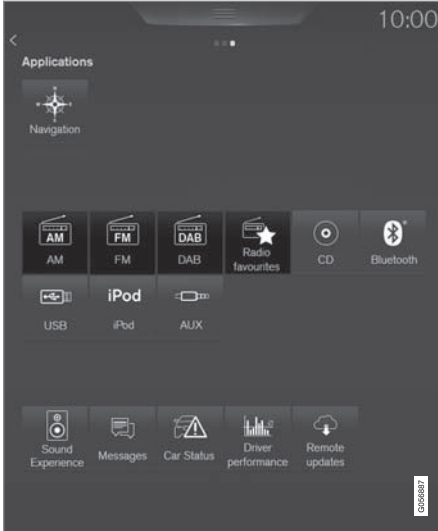 10:00
Applications
Navigation
AM
FM
DAB
AM
FM
DAB
Radio
favourites
CD
Bluetooth
iPod
USB
iPod
AUX
Sound
Experience
Messages
Car Status
Driver
performance
Remote
updates
G056887